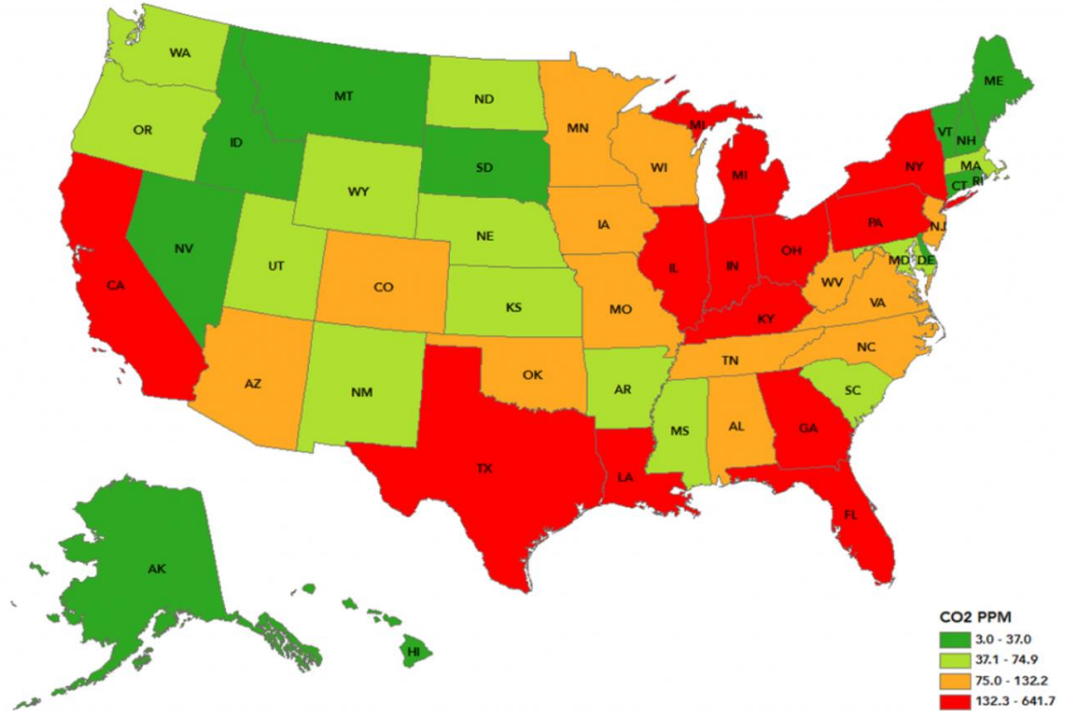 WA
MT
ND
ME
OR
ID
MN
MI
VT
NH
SD
WI
MI
NY
MA
WY
CT
RI
NE
IA
PA
NJ
NV
UT
CO
IL
IN
OH
MD
DE
WV
CA
KS
MO
KY
VA
AZ
NM
OK
TN
NC
AR
SC
MS
AL
GA
TX
LA
FL
AK
HI
CO2 PPM
3.0 - 37.0
37.1 - 74.9
75.0 - 132.2
132.3 - 641.7